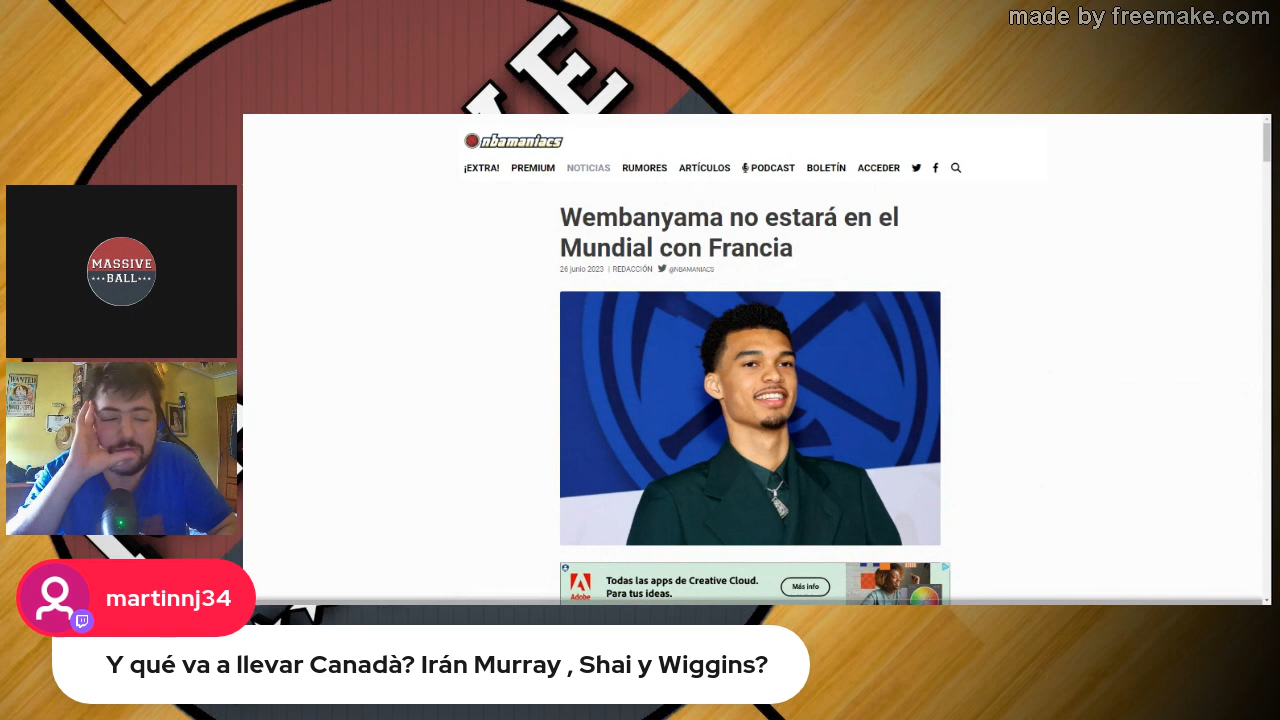 made by freemake.com
nbamaniacs
¡EXTRA! PREMIUM NOTICIAS RUMORES ARTÍCULOS PODCAST BOLETÍN ACCEDER
Wembanyama no estará en el
Mundial con Francia
26 junio 2023 | REDACCIÓN @NBAMANIACS
MASSIVE
BALL
WANTED
Adobe
Todas las apps de Creative Cloud.
Para tus ideas.
Más info
martinnj34
Y qué va a llevar Canadà? Irán Murray , Shai y Wiggins?